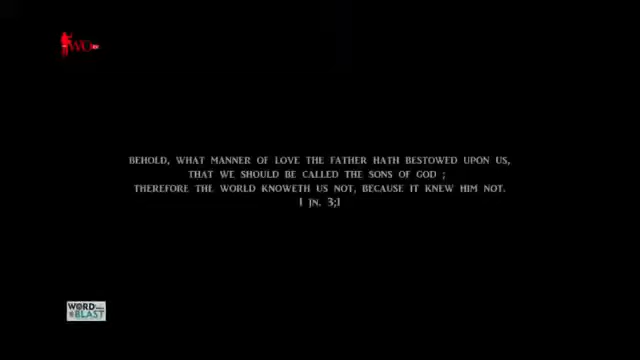 WO
BEHOLD, WHAT MANNER OF LOVE THE FATHER HATH BESTOWED UPON US,
THAT WE SHOULD BE CALLED THE SONS OF GOD ;
THEREFORE THE WORLD KNOWETH US NOT, BECAUSE IT KNEW HIM NOT.
1 JN. 3;1
WORD
BLAST